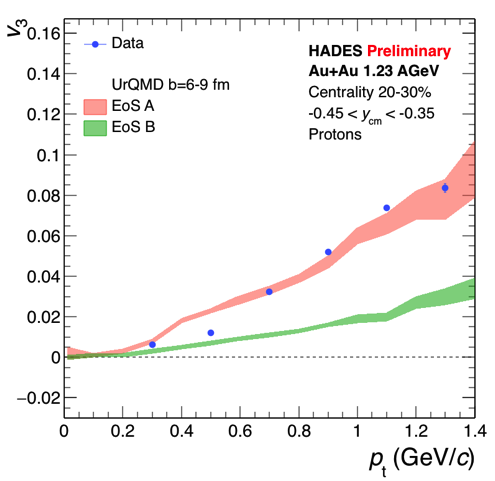 v3
0.16
0.14
0.12
0.1
0.08
0.06
0.04
0.02
0
−0.02
Data
UrQMD b=6-9 fm
EoS A
EoS B
HADES Preliminary
Au+Au 1.23 AGeV
Centrality 20-30%
-0.45 < ycm < -0.35
Protons
0 0.2 0.4 0.6 0.8 1 1.2 1.4
pt (GeV/c)